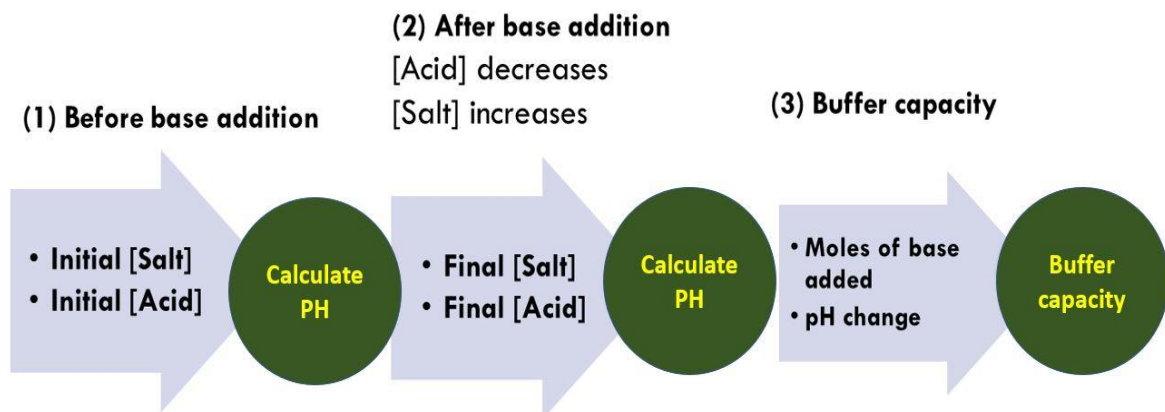 (1) Before base addition
• Initial [Salt]
• Initial [Acid]
Calculate
PH
(2) After base addition
[Acid] decreases
[Salt] increases
• Final [Salt]
• Final [Acid]
Calculate
PH
(3) Buffer capacity
• Moles of base
added
• pH change
Buffer
capacity